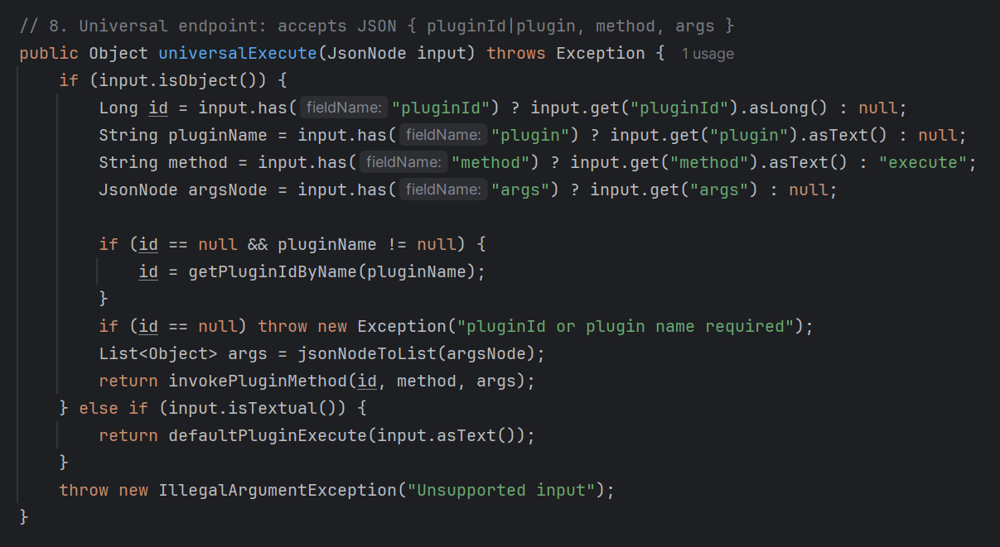 // 8. Universal endpoint: accepts JSON { pluginId|plugin, method, args }
public Object universalExecute(JsonNode input) throws Exception { 1 usage
if (input.isObject()) {
Long id = input.has( fieldName: "pluginId") ? input.get("pluginId").asLong() : null;
String pluginName = input.has( fieldName: "plugin") ? input.get("plugin").asText() : null;
String method = input.has( fieldName: "method") ? input.get("method").asText() : "execute";
JsonNode argsNode = input.has( fieldName: "args") ? input.get("args") : null;
if (id == null && pluginName != null) {
id = getPluginIdByName(pluginName);
}
if (id == null) throw new Exception("pluginId or plugin name required");
List<Object> args = jsonNodeToList(argsNode);
return invokePluginMethod(id, method, args);
} else if (input.isTextual()) {
return defaultPluginExecute(input.asText());
}
throw new IllegalArgumentException("Unsupported input");
}